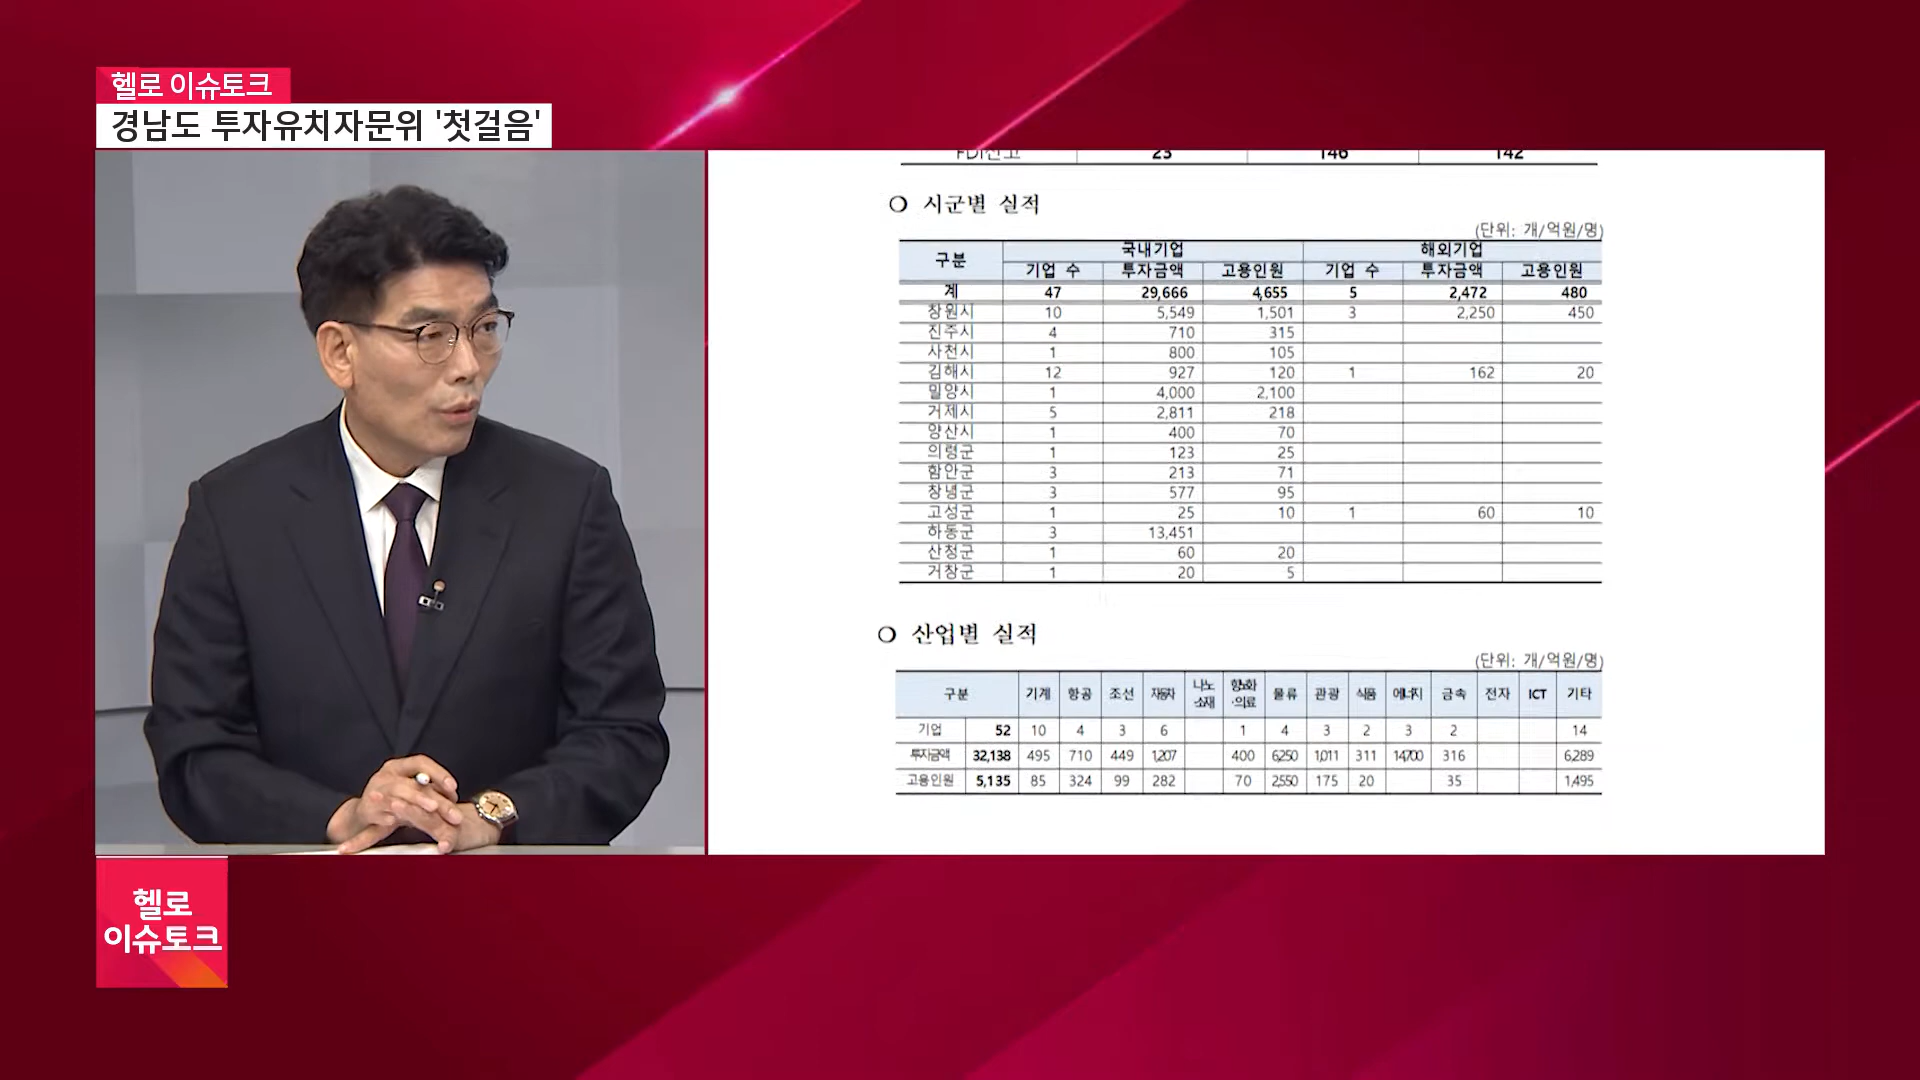 헬로 이슈토크
경남도 투자유치자문위 '첫걸음'
FDI신고 23 146 142
❍ 시군별 실적
(단위: 개/억원/명)
구분 국내기업 해외기업
기업 수 투자금액 고용인원 기업 수 투자금액 고용인원
계 47 29,666 4,655 5 2,472 480
창원시 10 5,549 1,501 3 2,250 450
진주시 4 710 315
사천시 1 800 105
김해시 12 927 120 1 162 20
밀양시 1 4,000 2,100
거제시 5 2,811 218
양산시 1 400 70
의령군 1 123 25
함안군 3 213 71
창녕군 3 577 95
고성군 1 25 10 1 60 10
하동군 3 13,451
산청군 1 60 20
거창군 1 20 5
❍ 산업별 실적
(단위: 개/억원/명)
구분 기계 항공 조선 자동차 나노·소재 항노화·의료 물류 관광 식품 에너지 금속 전자 ICT 기타
기업 52 10 4 3 6 1 4 3 2 3 2 14
투자금액 32,138 495 710 449 1,207 400 6,250 1,011 311 14,700 316 6,289
고용인원 5,135 85 324 99 282 70 2,550 175 20 35 1,495
헬로
이슈토크